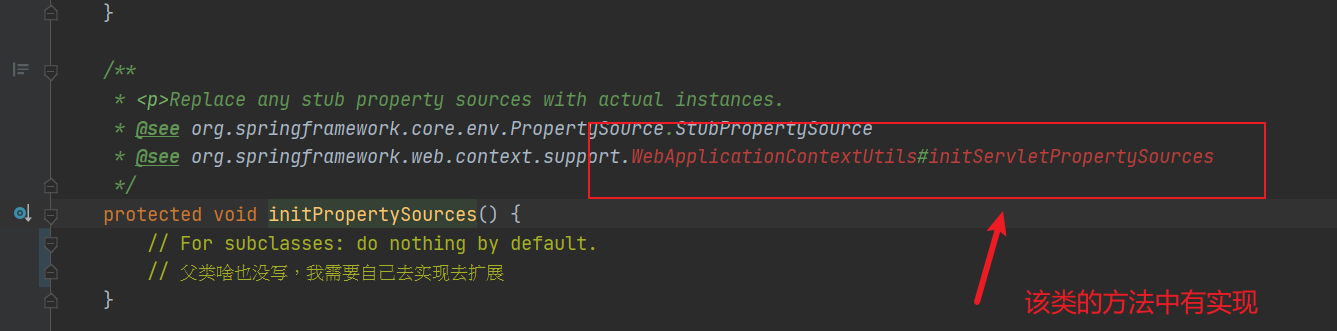 }
/**
* <p>Replace any stub property sources with actual instances.
* @see org.springframework.core.env.PropertySource.StubPropertySource
* @see org.springframework.web.context.support.WebApplicationContextUtils#initServletPropertySources
*/
protected void initPropertySources() {
// For subclasses: do nothing by default.
// 父类啥也没写，我需要自己去实现去扩展
}
该类的方法中有实现